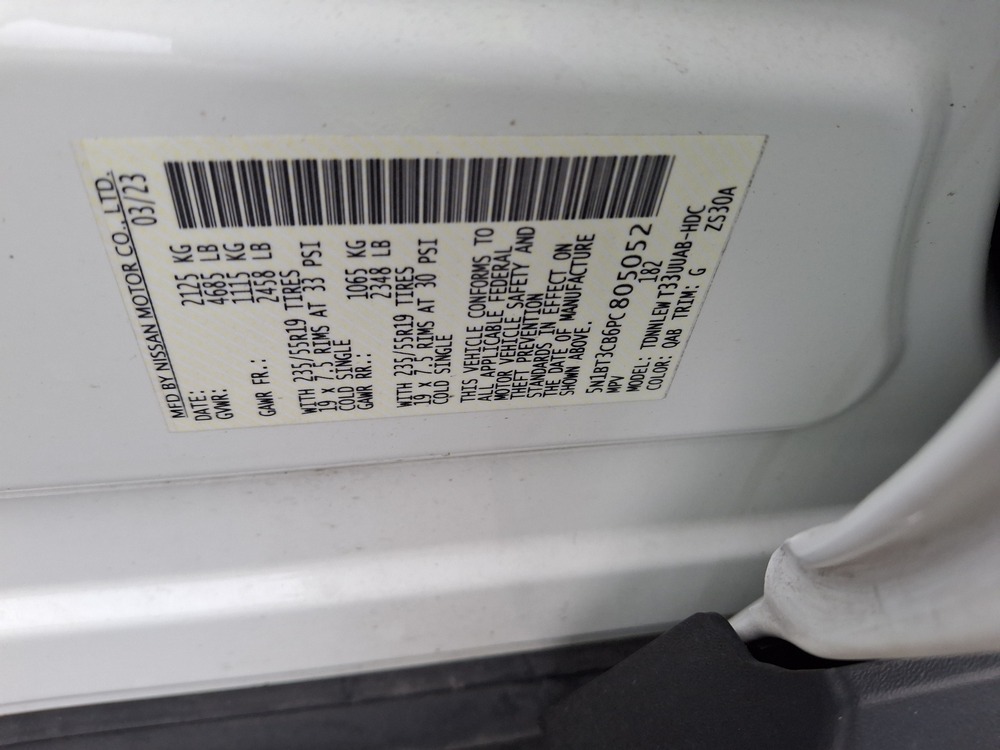 MFD.BY NISSAN MOTOR CO., LTD.
DATE: 03/23
GVWR: 2125 KG
4685 LB
1115 KG
GAWR FR.: 2458 LB
WITH 235/55R19 TIRES
19 X 7.5 RIMS AT 33 PSI
COLD SINGLE
GAWR RR.: 1065 KG
2348 LB
WITH 235/55R19 TIRES
19 X 7.5 RIMS AT 30 PSI
COLD SINGLE
THIS VEHICLE CONFORMS TO
ALL APPLICABLE FEDERAL
MOTOR VEHICLE SAFETY AND
THEFT PREVENTION
STANDARDS IN EFFECT ON
THE DATE OF MANUFACTURE
SHOWN ABOVE.
5N1BT3CB6PC805052
MPV 182
MODEL: TDNNLEW T33UUAB-HDC
COLOR: QAB TRIM: G ZS30A